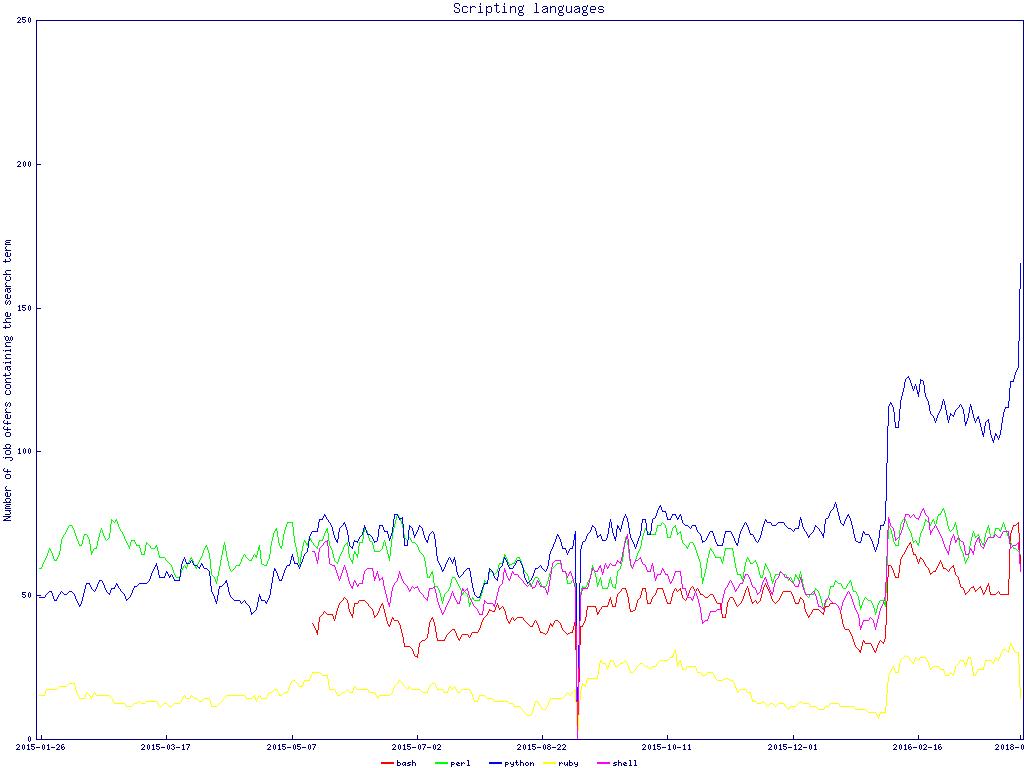 Scripting languages
Number of job offers containing the search term
250
200
150
100
50
0
2015-01-26 2015-03-17 2015-05-07 2015-07-02 2015-08-22 2015-10-11 2015-12-01 2016-02-16 2018-0
bash perl python ruby shell